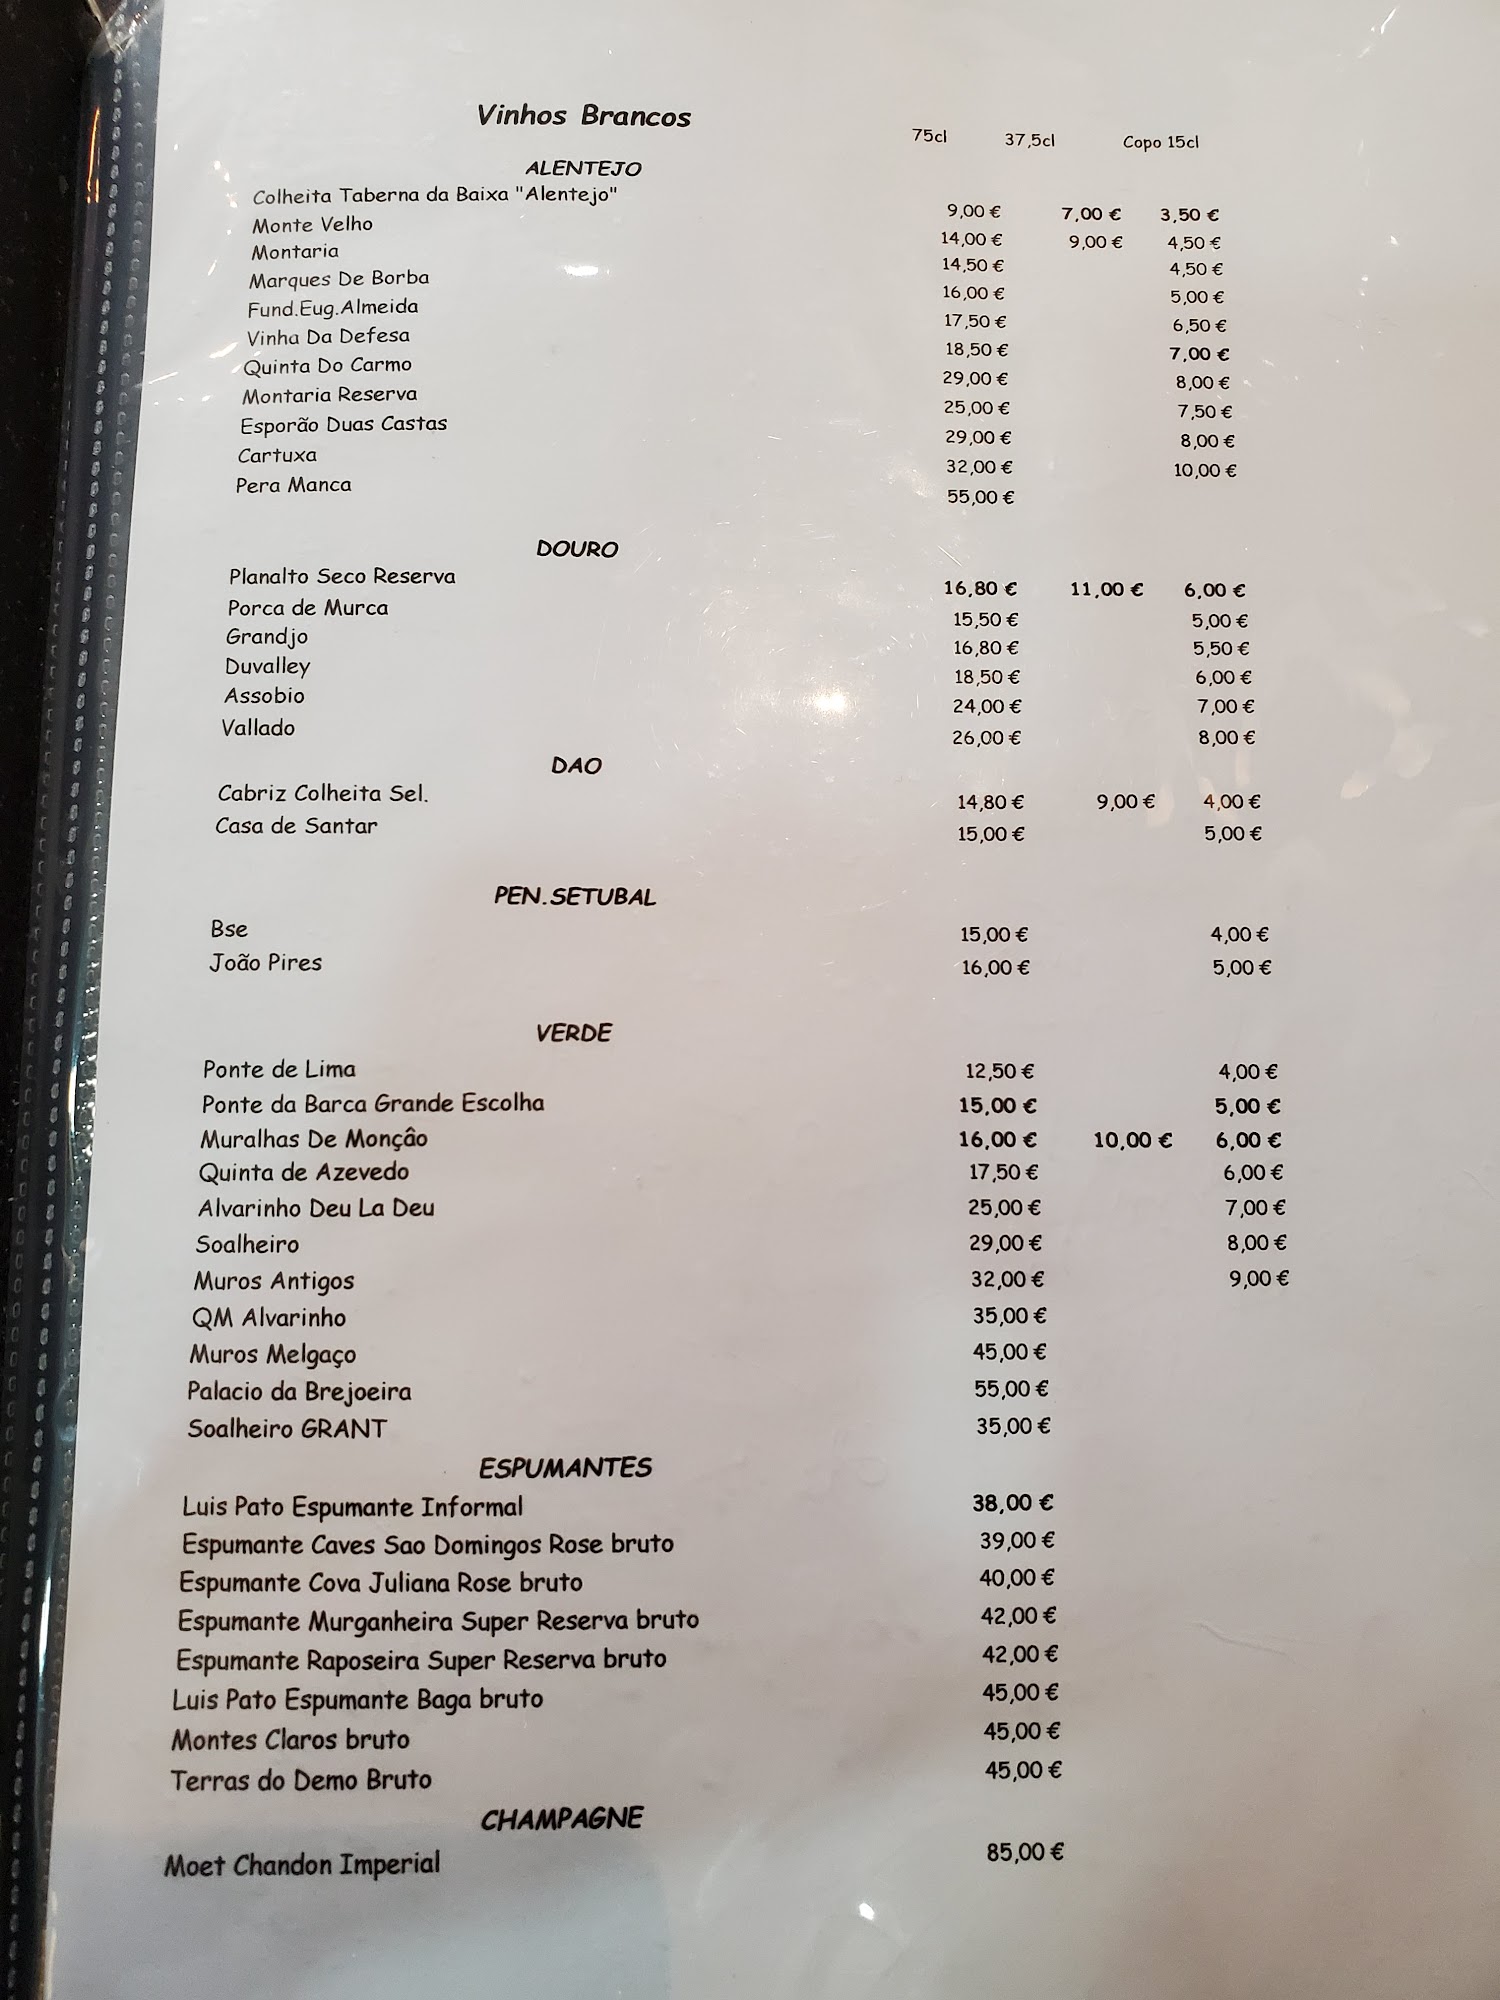 Vinhos Brancos
75cl 37,5cl Copo 15cl
ALENTEJO
Colheita Taberna da Baixa "Alentejo" 9,00 € 7,00 € 3,50 €
Monte Velho 14,00 € 9,00 € 4,50 €
Montaria 14,50 € 4,50 €
Marques De Borba 16,00 € 5,00 €
Fund.Eug.Almeida 17,50 € 6,50 €
Vinha Da Defesa 18,50 € 7,00 €
Quinta Do Carmo 29,00 € 8,00 €
Montaria Reserva 25,00 € 7,50 €
Esporão Duas Castas 29,00 € 8,00 €
Cartuxa 32,00 € 10,00 €
Pera Manca 55,00 €
DOURO
Planalto Seco Reserva 16,80 € 11,00 € 6,00 €
Porca de Murca 15,50 € 5,00 €
Grandjo 16,80 € 5,50 €
Duvalley 18,50 € 6,00 €
Assobio 24,00 € 7,00 €
Vallado 26,00 € 8,00 €
DAO
Cabriz Colheita Sel. 14,80 € 9,00 € 4,00 €
Casa de Santar 15,00 € 5,00 €
PEN.SETUBAL
Bse 15,00 € 4,00 €
João Pires 16,00 € 5,00 €
VERDE
Ponte de Lima 12,50 € 4,00 €
Ponte da Barca Grande Escolha 15,00 € 5,00 €
Muralhas De Monçâo 16,00 € 10,00 € 6,00 €
Quinta de Azevedo 17,50 € 6,00 €
Alvarinho Deu La Deu 25,00 € 7,00 €
Soalheiro 29,00 € 8,00 €
Muros Antigos 32,00 € 9,00 €
QM Alvarinho 35,00 €
Muros Melgaço 45,00 €
Palacio da Brejoeira 55,00 €
Soalheiro GRANT 35,00 €
ESPUMANTES
Luis Pato Espumante Informal 38,00 €
Espumante Caves Sao Domingos Rose bruto 39,00 €
Espumante Cova Juliana Rose bruto 40,00 €
Espumante Murganheira Super Reserva bruto 42,00 €
Espumante Raposeira Super Reserva bruto 42,00 €
Luis Pato Espumante Baga bruto 45,00 €
Montes Claros bruto 45,00 €
Terras do Demo Bruto 45,00 €
CHAMPAGNE
Moet Chandon Imperial 85,00 €